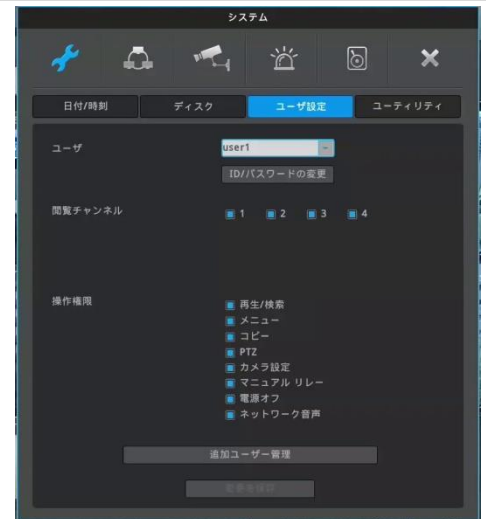 システム
日付/時刻 ディスク ユーザ設定 ユーティリティ
ユーザ user1
ID/パスワードの変更
閲覧チャンネル 1 2 3 4
操作権限
再生/検索
メニュー
コピー
PTZ
カメラ設定
マニュアル リレー
電源オフ
ネットワーク音声
追加ユーザー管理